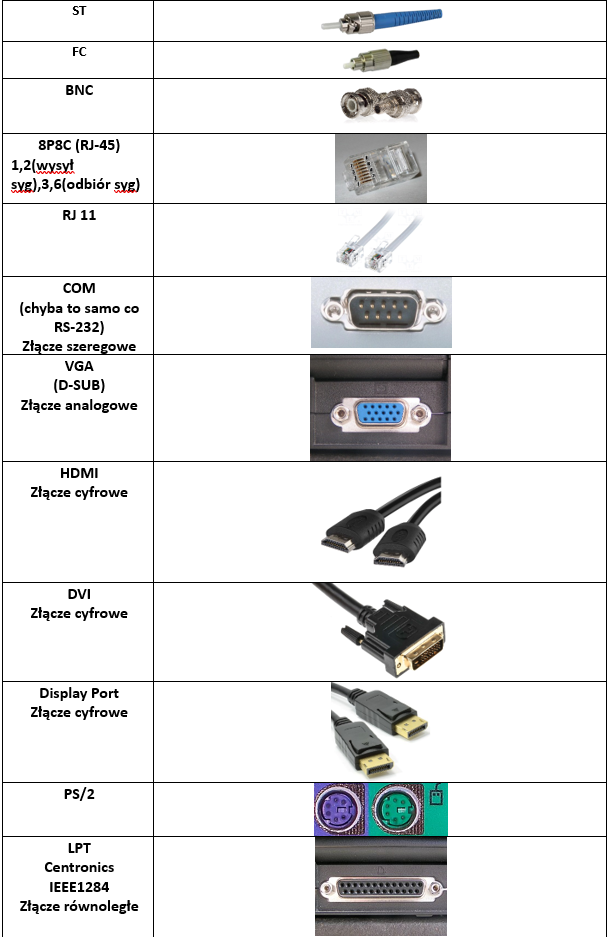 ST
FC
BNC
8P8C (RJ-45)
1,2(wysył
syg),3,6(odbiór syg)
RJ 11
COM
(chyba to samo co
RS-232)
Złącze szeregowe
VGA
(D-SUB)
Złącze analogowe
HDMI
Złącze cyfrowe
DVI
Złącze cyfrowe
Display Port
Złącze cyfrowe
PS/2
LPT
Centronics
IEEE1284
Złącze równoległe